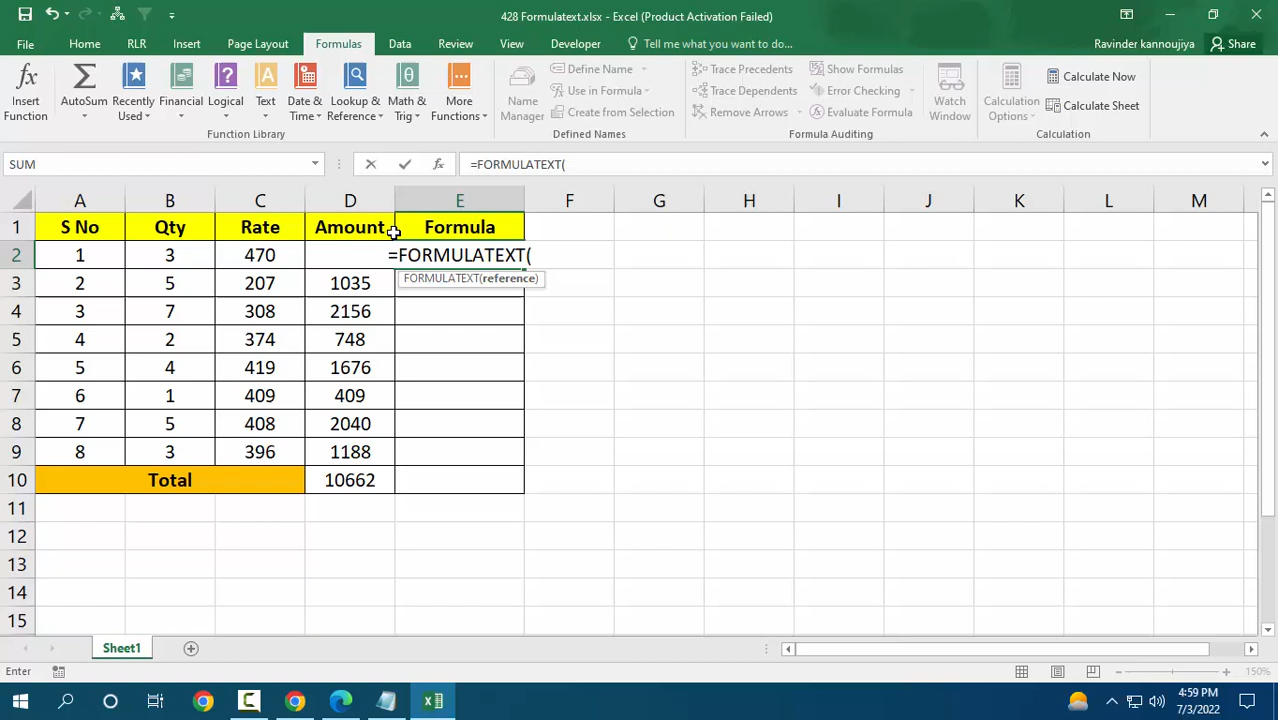 428 Formulatext.xlsx - Excel (Product Activation Failed)
File Home RLR Insert Page Layout Formulas Data Review View Developer Tell me what you want to do... Ravinder kannoujiya Share
Insert Function
AutoSum
Recently Used
Financial
Logical
Text
Date & Time
Lookup & Reference
Math & Trig
More Functions
Function Library
Name Manager
Define Name
Use in Formula
Create from Selection
Defined Names
Trace Precedents
Trace Dependents
Remove Arrows
Show Formulas
Error Checking
Evaluate Formula
Watch Window
Formula Auditing
Calculation Options
Calculate Now
Calculate Sheet
Calculation
SUM fx =FORMULATEXT(
A B C D E F G H I J K L M
1 S No Qty Rate Amount Formula
2 1 3 470 =FORMULATEXT(
FORMULATEXT(reference)
3 2 5 207 1035
4 3 7 308 2156
5 4 2 374 748
6 5 4 419 1676
7 6 1 409 409
8 7 5 408 2040
9 8 3 396 1188
10 Total 10662
11
12
13
14
15
Sheet1
Enter 150%
4:59 PM
7/3/2022